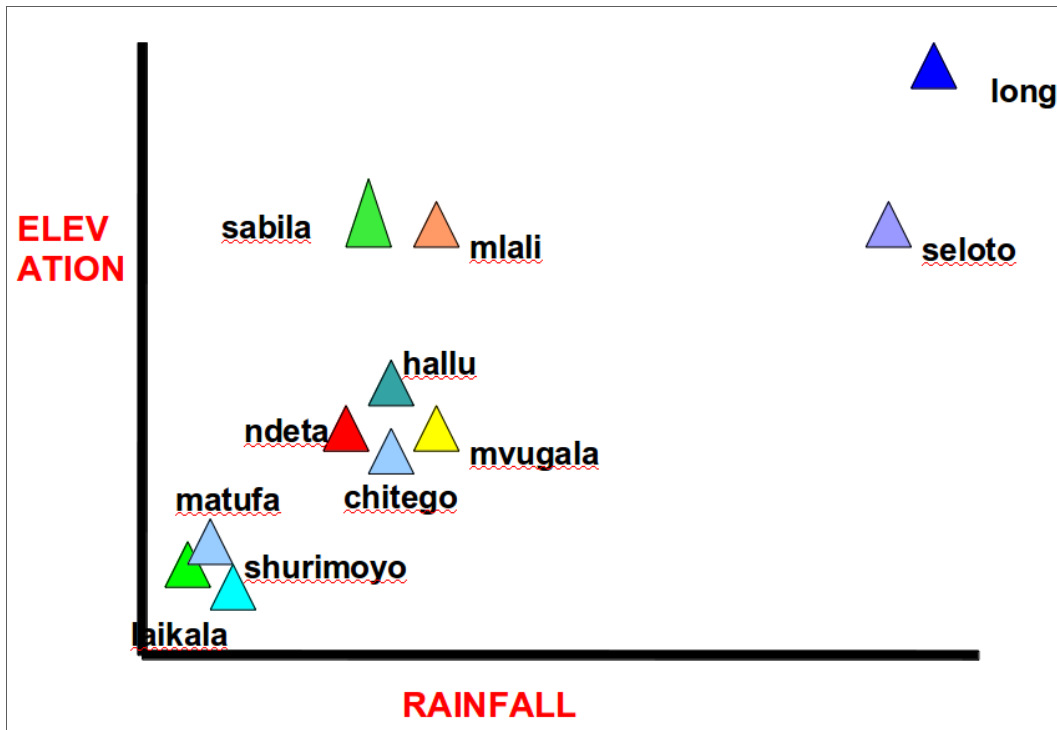 long
ELEV
ATION
sabila
mlali
seloto
hallu
ndeta
mvugala
chitego
matufa
shurimoyo
laikala
RAINFALL